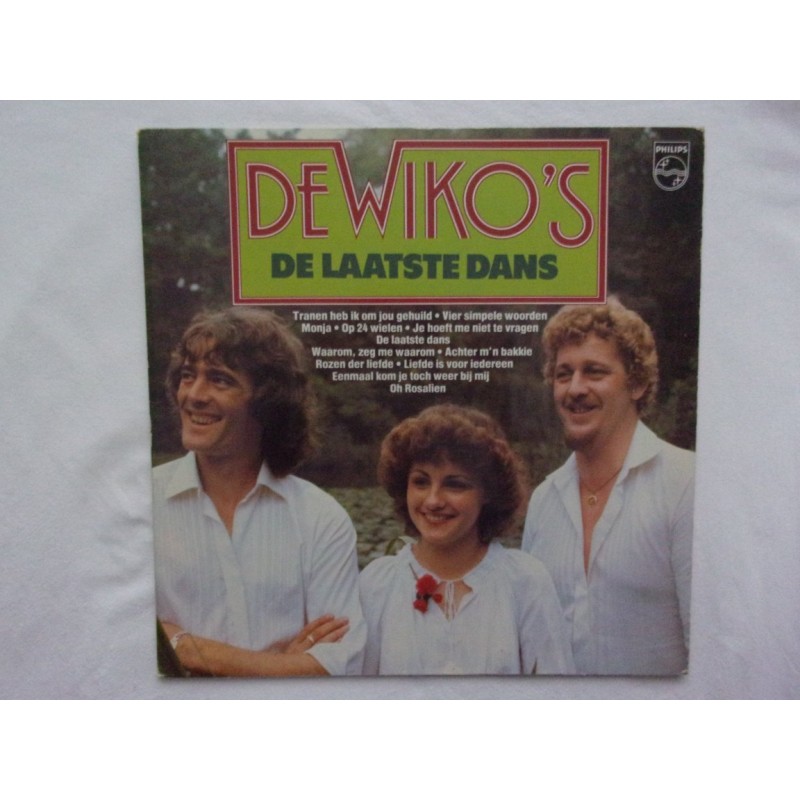 DE WIKO'S
PHILIPS
DE LAATSTE DANS
Tranen heb ik om jou gehuild • Vier simpele woorden
Monja • Op 24 wielen • Je hoeft me niet te vragen
De laatste dans
Waarom, zeg me waarom • Achter m'n bakkie
Rozen der liefde • Liefde is voor iedereen
Eenmaal kom je toch weer bij mij
Oh Rosalien